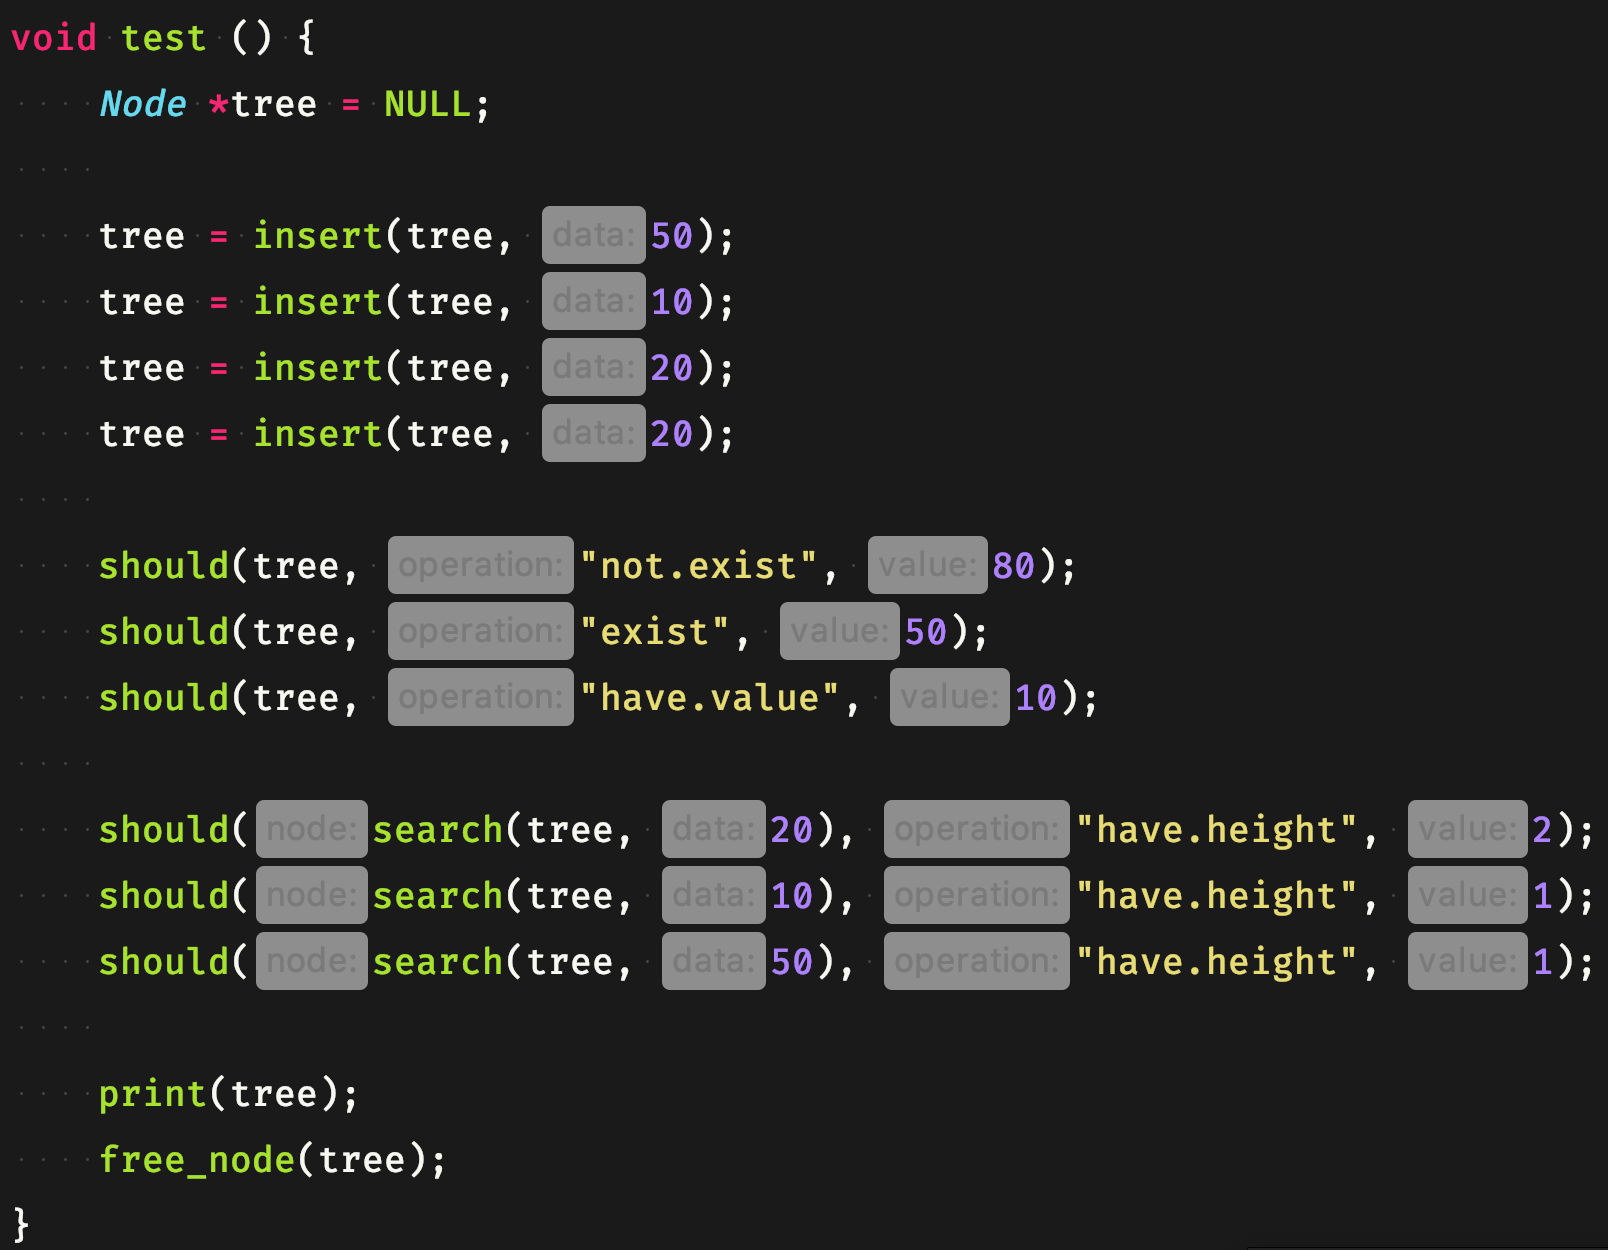 void test () {
Node *tree = NULL;
tree = insert(tree, data: 50);
tree = insert(tree, data: 10);
tree = insert(tree, data: 20);
tree = insert(tree, data: 20);
should(tree, operation: "not.exist", value: 80);
should(tree, operation: "exist", value: 50);
should(tree, operation: "have.value", value: 10);
should( node: search(tree, data: 20), operation: "have.height", value: 2);
should( node: search(tree, data: 10), operation: "have.height", value: 1);
should( node: search(tree, data: 50), operation: "have.height", value: 1);
print(tree);
free_node(tree);
}